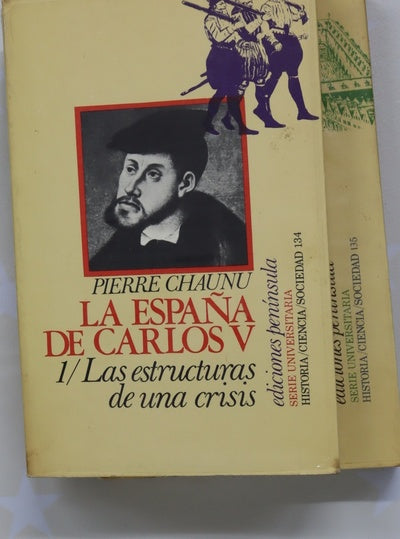 PIERRE CHAUNU
LA ESPAÑA
DE CARLOS V
1/ Las estructuras
de una crisis
ediciones península
SERIE UNIVERSITARIA
HISTORIA/CIENCIA/SOCIEDAD 134
ediciones península
SERIE UNIVERSITARIA
HISTORIA/CIENCIA/SOCIEDAD 135